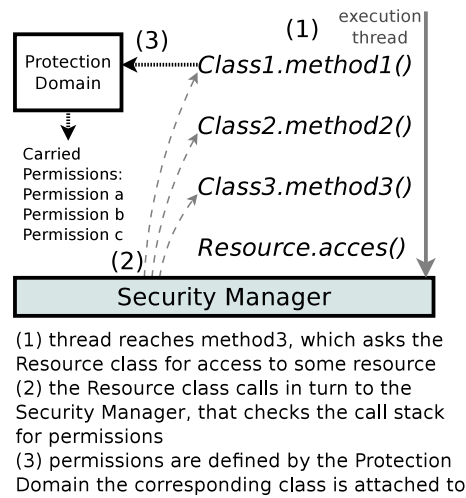 execution
thread
(1)
(3)
Protection
Domain
Class1.method1()
Class2.method2()
Carried
Permissions:
Permission a
Permission b
Permission c
Class3.method3()
(2)
Resource.acces()
Security Manager
(1) thread reaches method3, which asks the
Resource class for access to some resource
(2) the Resource class calls in turn to the
Security Manager, that checks the call stack
for permissions
(3) permissions are defined by the Protection
Domain the corresponding class is attached to